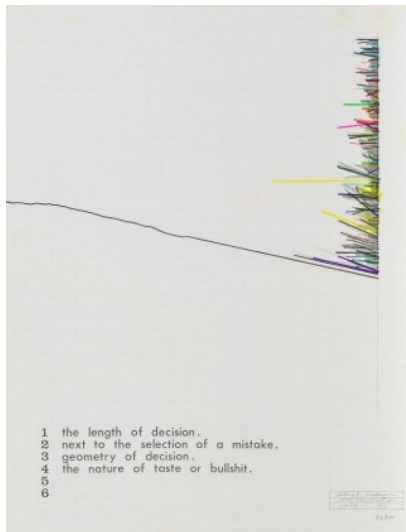 1 the length of decision.
2 next to the selection of a mistake.
3 geometry of decision.
4 the nature of taste or bullshit.
5
6